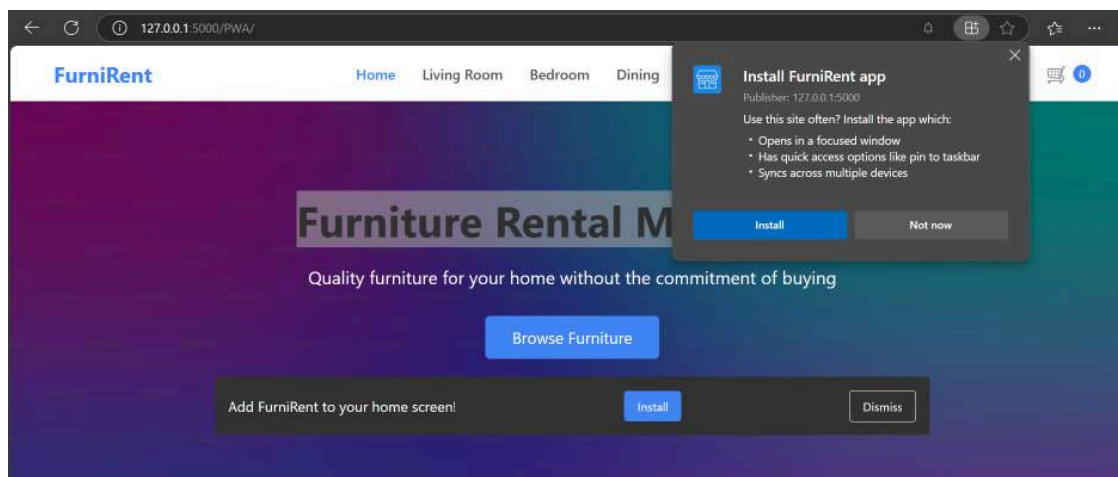 127.0.0.1:5000/PWA/
FurniRent
Home Living Room Bedroom Dining
0
Install FurniRent app
Publisher: 127.0.0.1:5000
Use this site often? Install the app which:
• Opens in a focused window
• Has quick access options like pin to taskbar
• Syncs across multiple devices
Install Not now
Furniture Rental M
Quality furniture for your home without the commitment of buying
Browse Furniture
Add FurniRent to your home screen! Install Dismiss